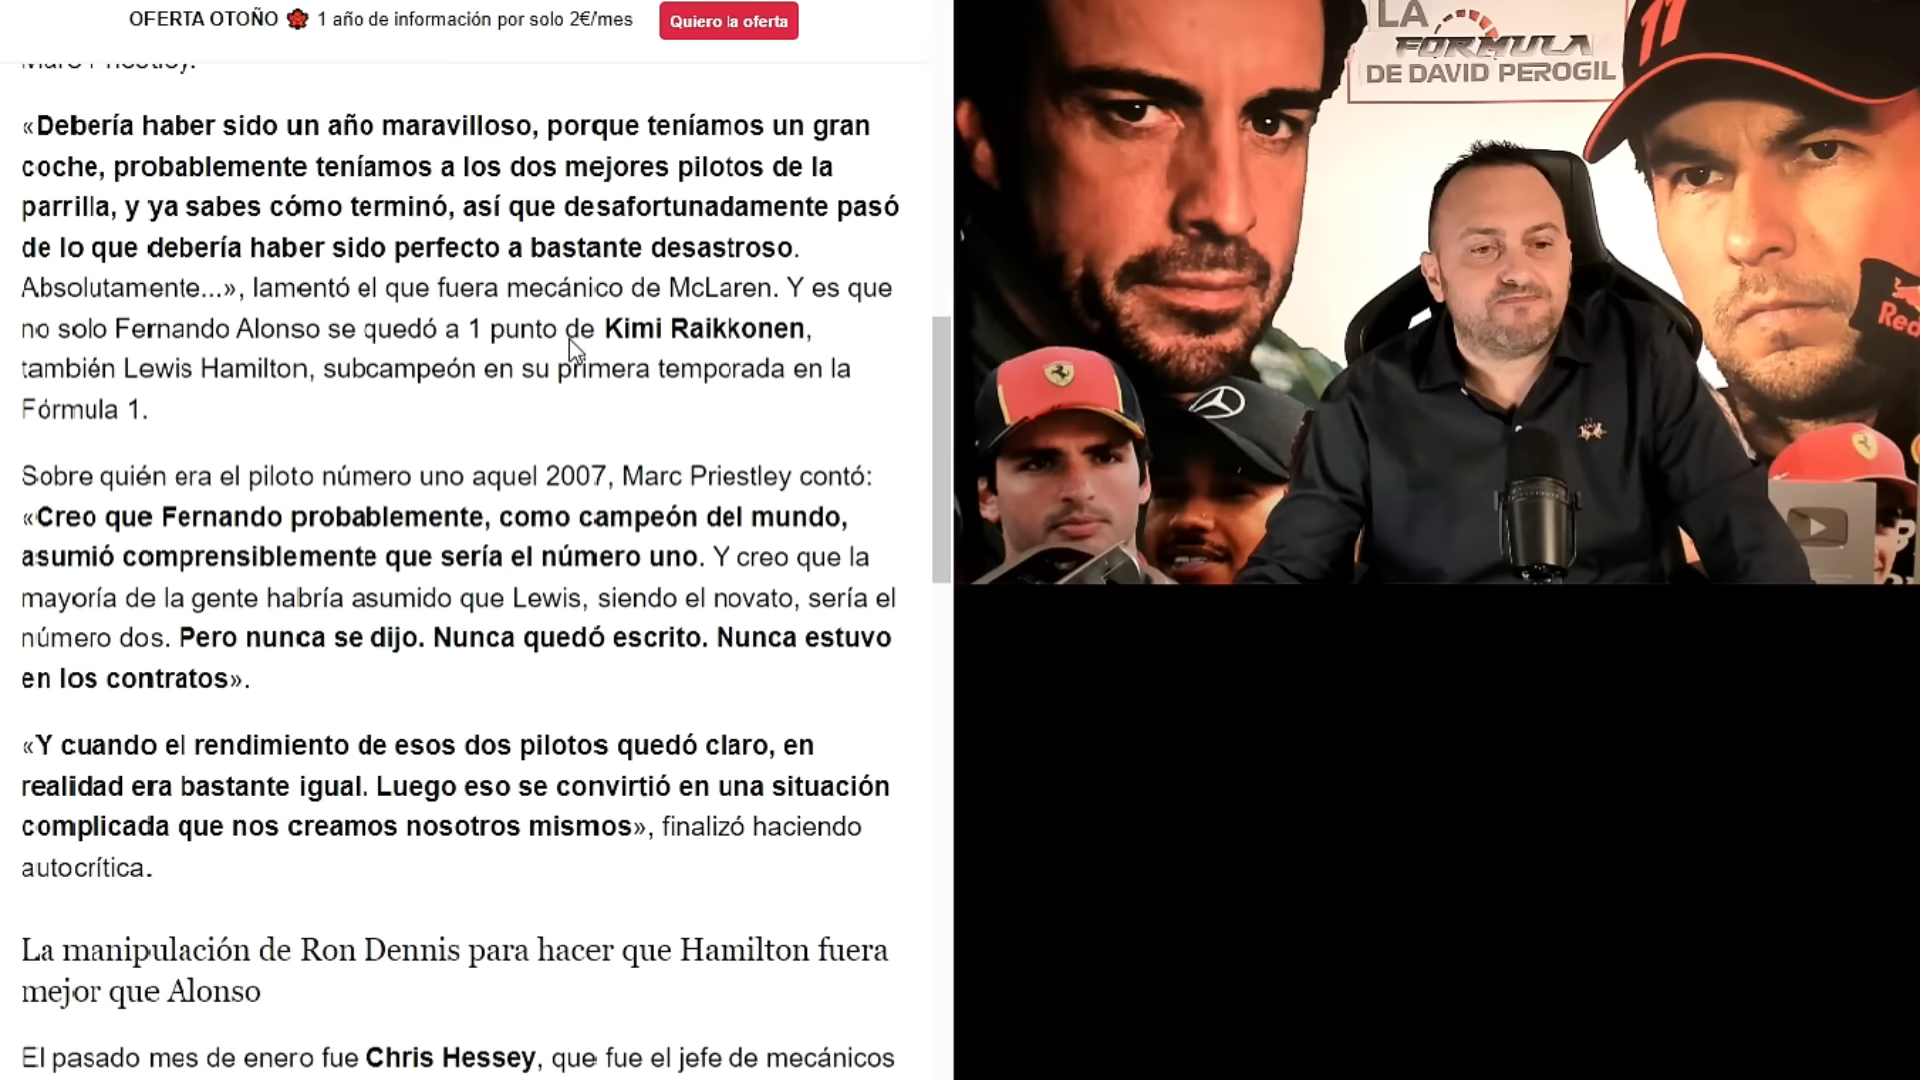 OFERTA OTOÑO 1 año de información por solo 2€/mes
Quiero la oferta
Marc Priestley.
«Debería haber sido un año maravilloso, porque teníamos un gran
coche, probablemente teníamos a los dos mejores pilotos de la
parrilla, y ya sabes cómo terminó, así que desafortunadamente pasó
de lo que debería haber sido perfecto a bastante desastroso.
Absolutamente...», lamentó el que fuera mecánico de McLaren. Y es que
no solo Fernando Alonso se quedó a 1 punto de Kimi Raikkonen,
también Lewis Hamilton, subcampeón en su primera temporada en la
Fórmula 1.
Sobre quién era el piloto número uno aquel 2007, Marc Priestley contó:
«Creo que Fernando probablemente, como campeón del mundo,
asumió comprensiblemente que sería el número uno. Y creo que la
mayoría de la gente habría asumido que Lewis, siendo el novato, sería el
número dos. Pero nunca se dijo. Nunca quedó escrito. Nunca estuvo
en los contratos».
«Y cuando el rendimiento de esos dos pilotos quedó claro, en
realidad era bastante igual. Luego eso se convirtió en una situación
complicada que nos creamos nosotros mismos», finalizó haciendo
autocrítica.
La manipulación de Ron Dennis para hacer que Hamilton fuera
mejor que Alonso
El pasado mes de enero fue Chris Hessey, que fue el jefe de mecánicos
LA
FORMULA
DE DAVID PEROGIL
11
Red